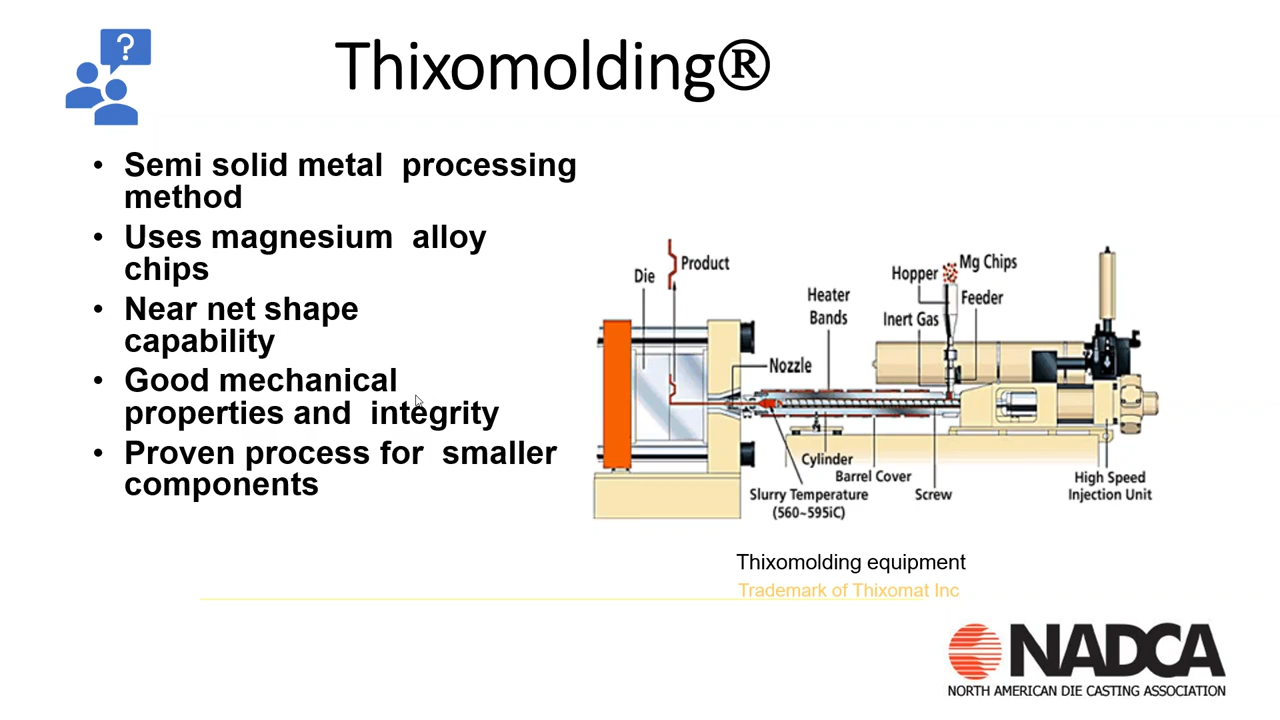 ?
Thixomolding®
• Semi solid metal processing
method
• Uses magnesium alloy
chips
• Near net shape
capability
• Good mechanical
properties and integrity
• Proven process for smaller
components
Product
Die
Mg Chips
Hopper
Feeder
Heater
Bands
Inert Gas
Nozzle
Cylinder
Barrel Cover
Slurry Temperature
(560~595iC)
Screw
High Speed
Injection Unit
Thixomolding equipment
Trademark of Thixomat Inc
NADCA
NORTH AMERICAN DIE CASTING ASSOCIATION